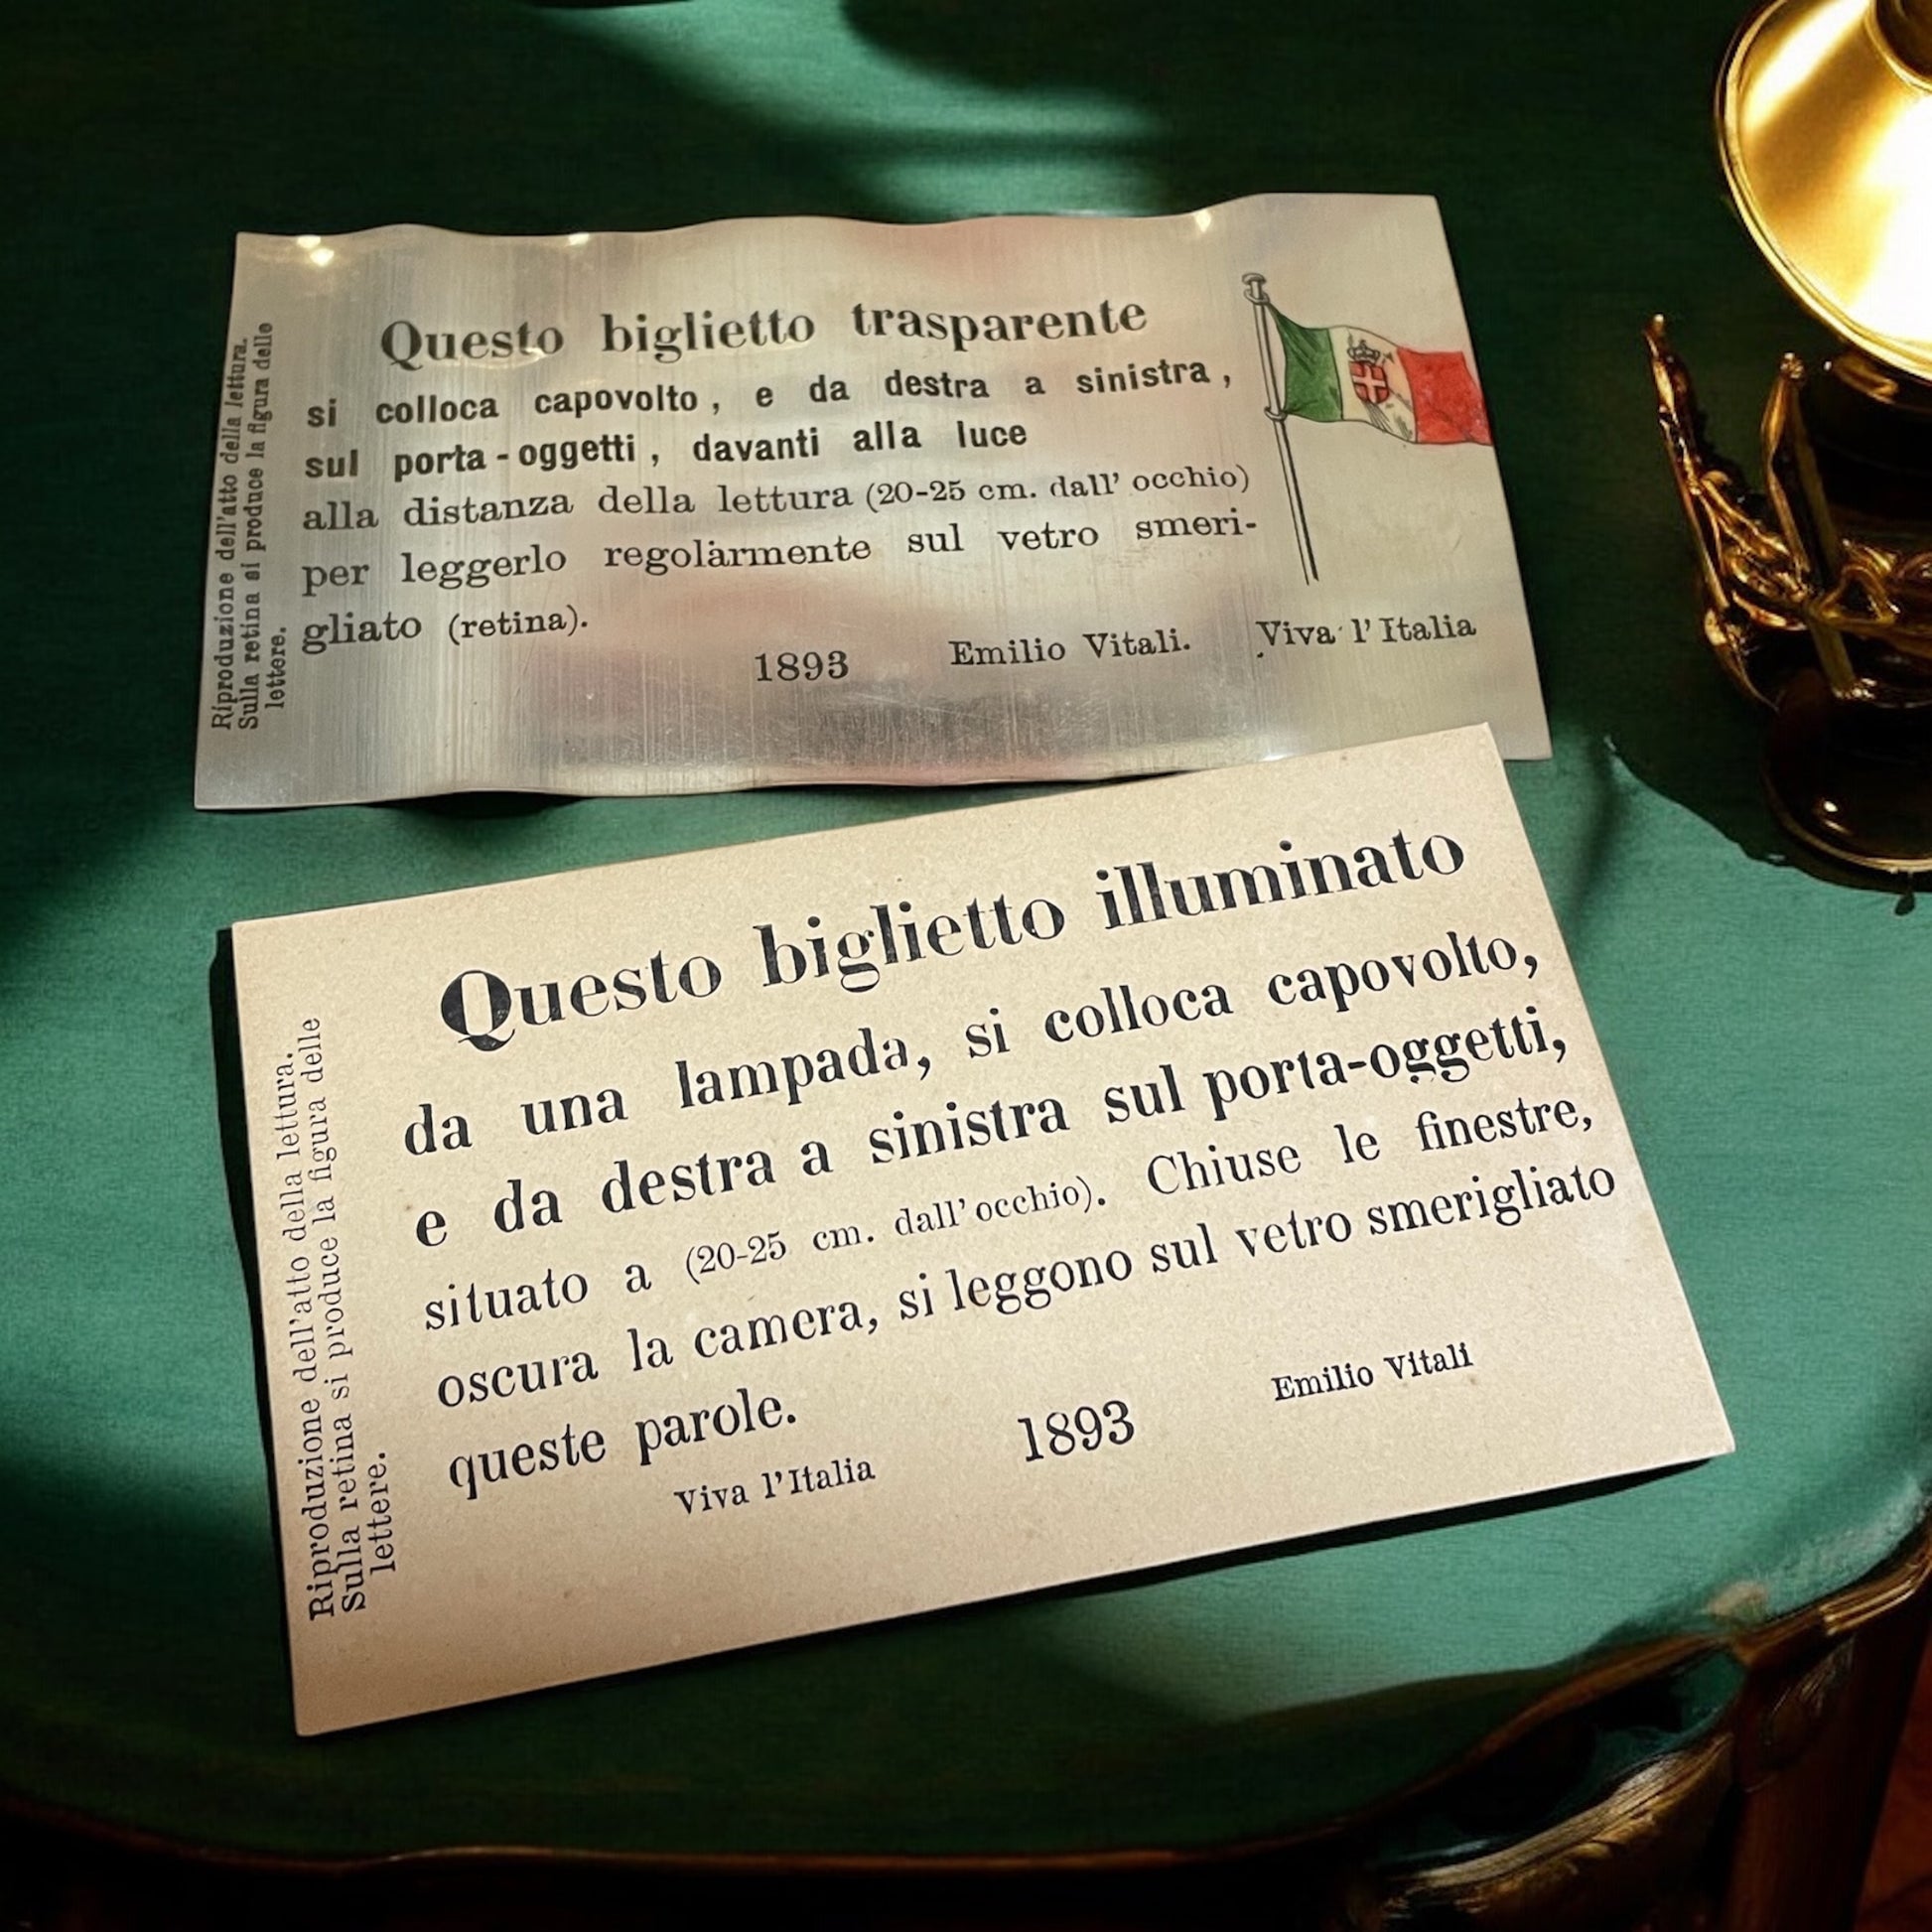 Riproduzione dell'atto della lettura.
Sulla retina si produce la figura delle
lettere.
Questo biglietto trasparente
si colloca capovolto, e da destra a sinistra,
sul porta-oggetti, davanti alla luce
alla distanza della lettura (20-25 cm. dall' occhio)
per leggerlo regolarmente sul vetro smeri-
gliato (retina).
1893 Emilio Vitali. Viva l'Italia
Riproduzione dell'atto della lettura.
Sulla retina si produce la figura delle
lettere.
Questo biglietto illuminato
da una lampada, si colloca capovolto,
e da destra a sinistra sul porta-oggetti,
situato a (20-25 cm. dall'occhio). Chiuse le finestre,
oscura la camera, si leggono sul vetro smerigliato
queste parole.
Viva l'Italia 1893 Emilio Vitali